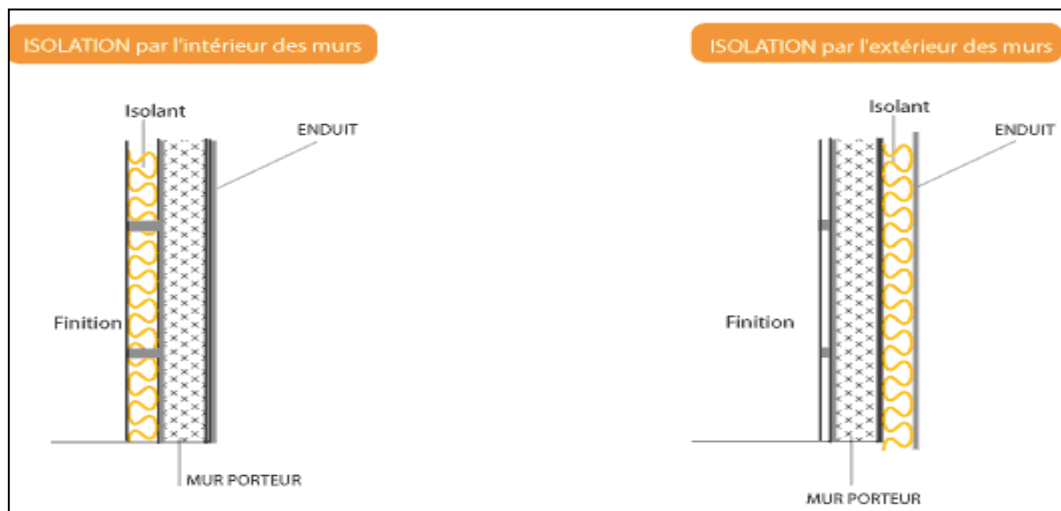 ISOLATION par l'intérieur des murs
Isolant
ENDUIT
Finition
MUR PORTEUR
ISOLATION par l'extérieur des murs
Isolant
ENDUIT
Finition
MUR PORTEUR